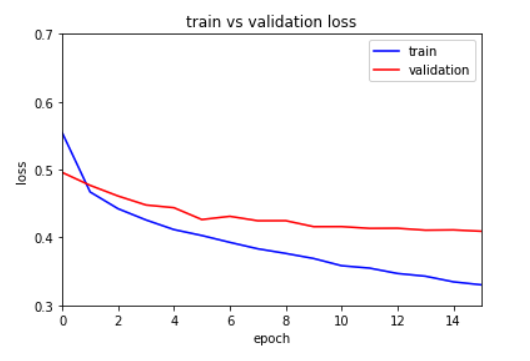 train vs validation loss
0.7
train
validation
0.6
0.5
loss
0.4
0.3
0 2 4 6 8 10 12 14
epoch